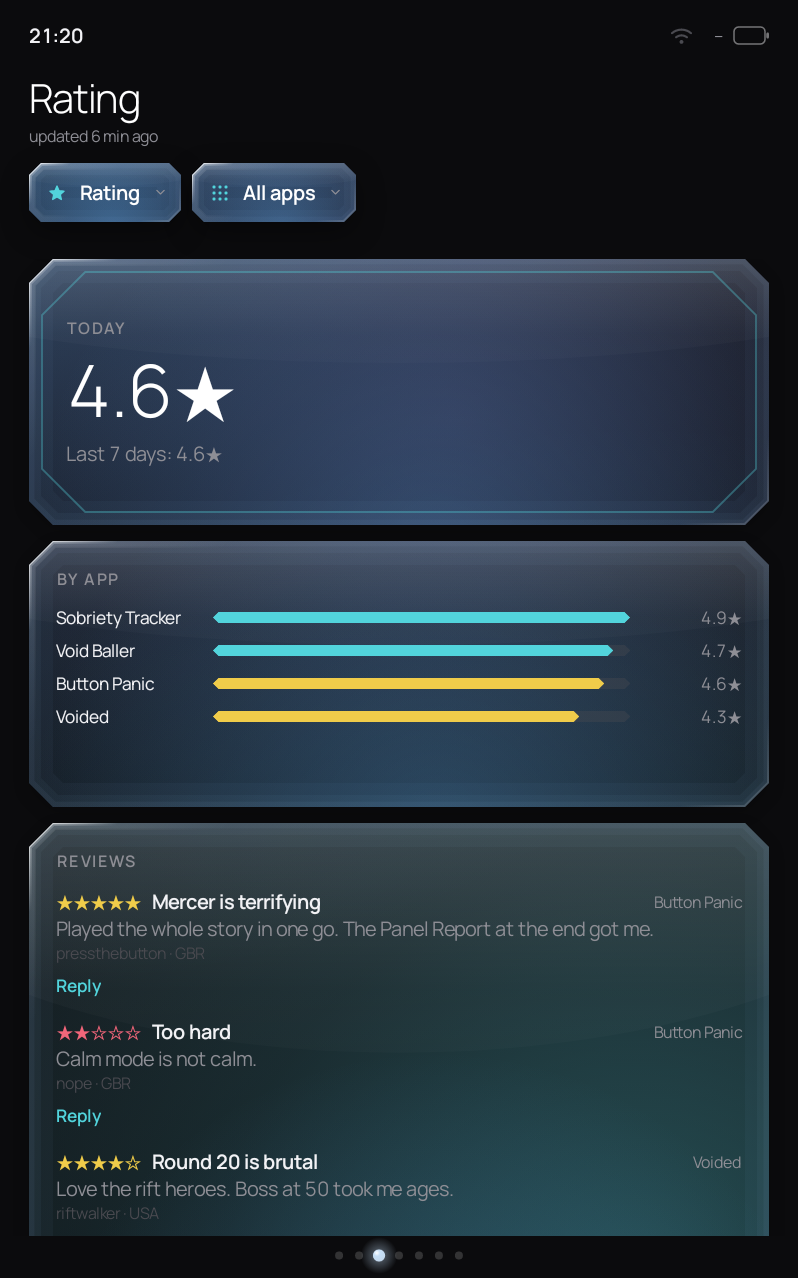 21:20
–
Rating
updated 6 min ago
Rating
All apps
TODAY
4.6★
Last 7 days: 4.6★
BY APP
Sobriety Tracker 4.9★
Void Baller 4.7★
Button Panic 4.6★
Voided 4.3★
REVIEWS
★★★★★ Mercer is terrifying Button Panic
Played the whole story in one go. The Panel Report at the end got me.
pressthebutton · GBR
Reply
★★☆☆☆ Too hard Button Panic
Calm mode is not calm.
nope · GBR
Reply
★★★★☆ Round 20 is brutal Voided
Love the rift heroes. Boss at 50 took me ages.
riftwalker · USA